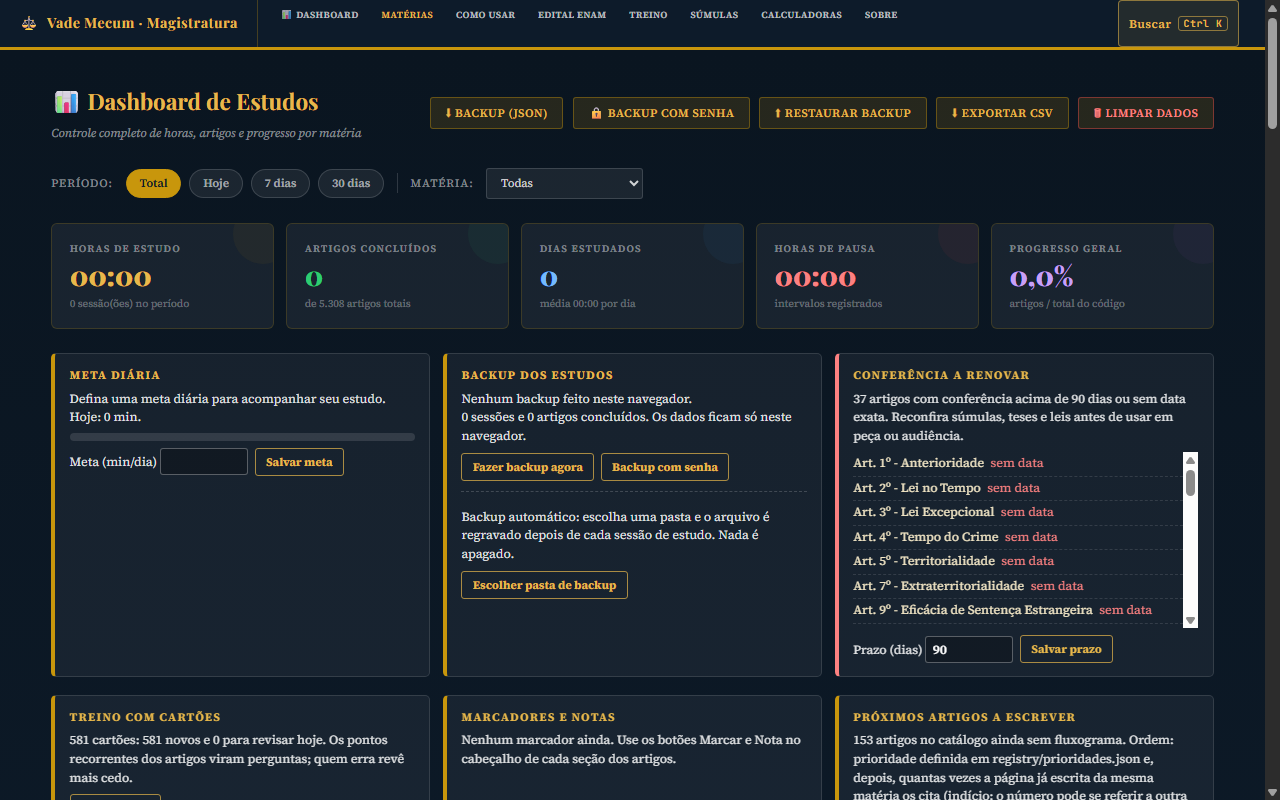 Vade Mecum · Magistratura
DASHBOARD
MATÉRIAS
COMO USAR
EDITAL ENAM
TREINO
SÚMULAS
CALCULADORAS
SOBRE
Buscar Ctrl K
Dashboard de Estudos
Controle completo de horas, artigos e progresso por matéria
⬇ BACKUP (JSON)
BACKUP COM SENHA
⬆ RESTAURAR BACKUP
⬇ EXPORTAR CSV
LIMPAR DADOS
PERÍODO:
Total
Hoje
7 dias
30 dias
MATÉRIA:
Todas
HORAS DE ESTUDO
00:00
0 sessão(ões) no período
ARTIGOS CONCLUÍDOS
0
de 5.308 artigos totais
DIAS ESTUDADOS
0
média 00:00 por dia
HORAS DE PAUSA
00:00
intervalos registrados
PROGRESSO GERAL
0,0%
artigos / total do código
META DIÁRIA
Defina uma meta diária para acompanhar seu estudo.
Hoje: 0 min.
Meta (min/dia)
Salvar meta
BACKUP DOS ESTUDOS
Nenhum backup feito neste navegador.
0 sessões e 0 artigos concluídos. Os dados ficam só neste
navegador.
Fazer backup agora
Backup com senha
Backup automático: escolha uma pasta e o arquivo é
regravado depois de cada sessão de estudo. Nada é
apagado.
Escolher pasta de backup
CONFERÊNCIA A RENOVAR
37 artigos com conferência acima de 90 dias ou sem data
exata. Reconfira súmulas, teses e leis antes de usar em
peça ou audiência.
Art. 1º - Anterioridade sem data
Art. 2º - Lei no Tempo sem data
Art. 3º - Lei Excepcional sem data
Art. 4º - Tempo do Crime sem data
Art. 5º - Territorialidade sem data
Art. 7º - Extraterritorialidade sem data
Art. 9º - Eficácia de Sentença Estrangeira sem data
Prazo (dias) 90
Salvar prazo
TREINO COM CARTÕES
581 cartões: 581 novos e 0 para revisar hoje. Os pontos
recorrentes dos artigos viram perguntas; quem erra revê
mais cedo.
MARCADORES E NOTAS
Nenhum marcador ainda. Use os botões Marcar e Nota no
cabeçalho de cada seção dos artigos.
PRÓXIMOS ARTIGOS A ESCREVER
153 artigos no catálogo ainda sem fluxograma. Ordem:
prioridade definida em registry/prioridades.json e,
depois, quantas vezes a página já escrita da mesma
matéria os cita (indício: o número pode se referir a outra